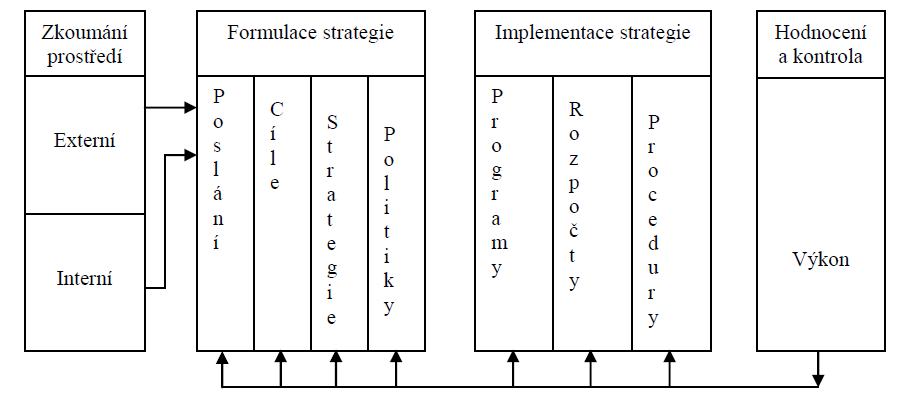 Zkoumání
prostředí
Externí
Interní
Formulace strategie
Poslání
Cíle
Strategie
Politiky
Implementace strategie
Programy
Rozpočty
Procedury
Hodnocení
a kontrola
Výkon